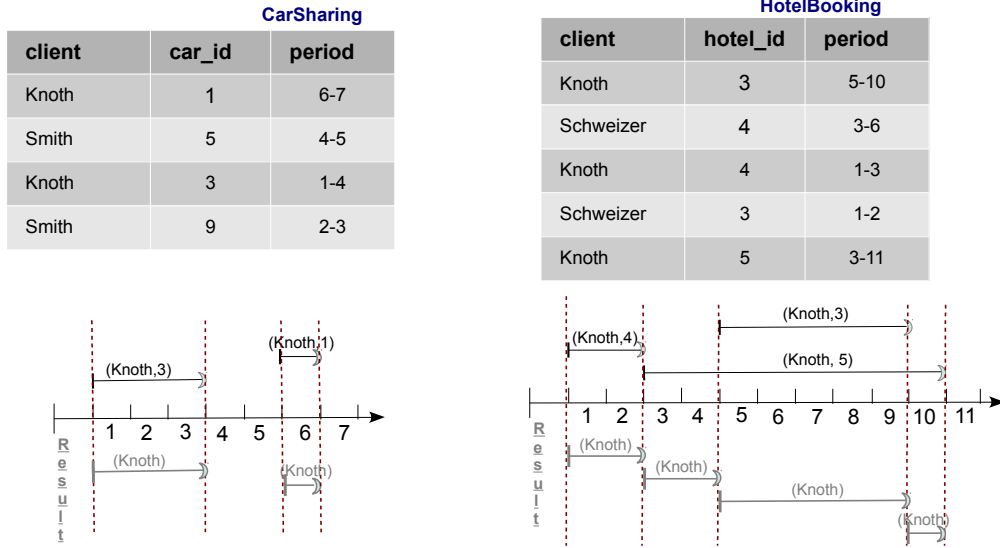 CarSharing
client car_id period
Knoth 1 6-7
Smith 5 4-5
Knoth 3 1-4
Smith 9 2-3
HotelBooking
client hotel_id period
Knoth 3 5-10
Schweizer 4 3-6
Knoth 4 1-3
Schweizer 3 1-2
Knoth 5 3-11
(Knoth,1)
(Knoth,3)
1 2 3 4 5 6 7
Result
(Knoth) (Knoth)
(Knoth,3)
(Knoth,4)
(Knoth, 5)
1 2 3 4 5 6 7 8 9 10 11
Result
(Knoth)
(Knoth)
(Knoth)
(Knoth)